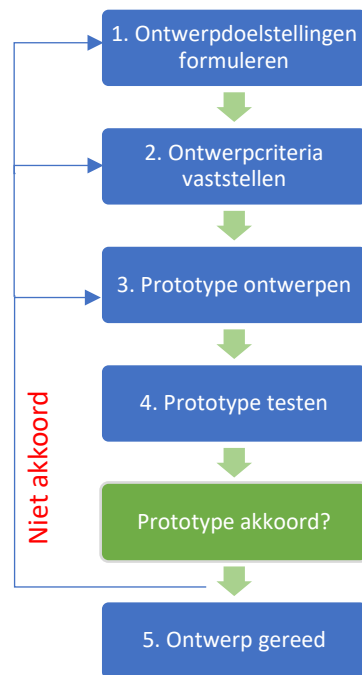 1. Ontwerpdoelstellingen
formuleren
2. Ontwerpcriteria
vaststellen
3. Prototype ontwerpen
4. Prototype testen
Niet akkoord
Prototype akkoord?
5. Ontwerp gereed